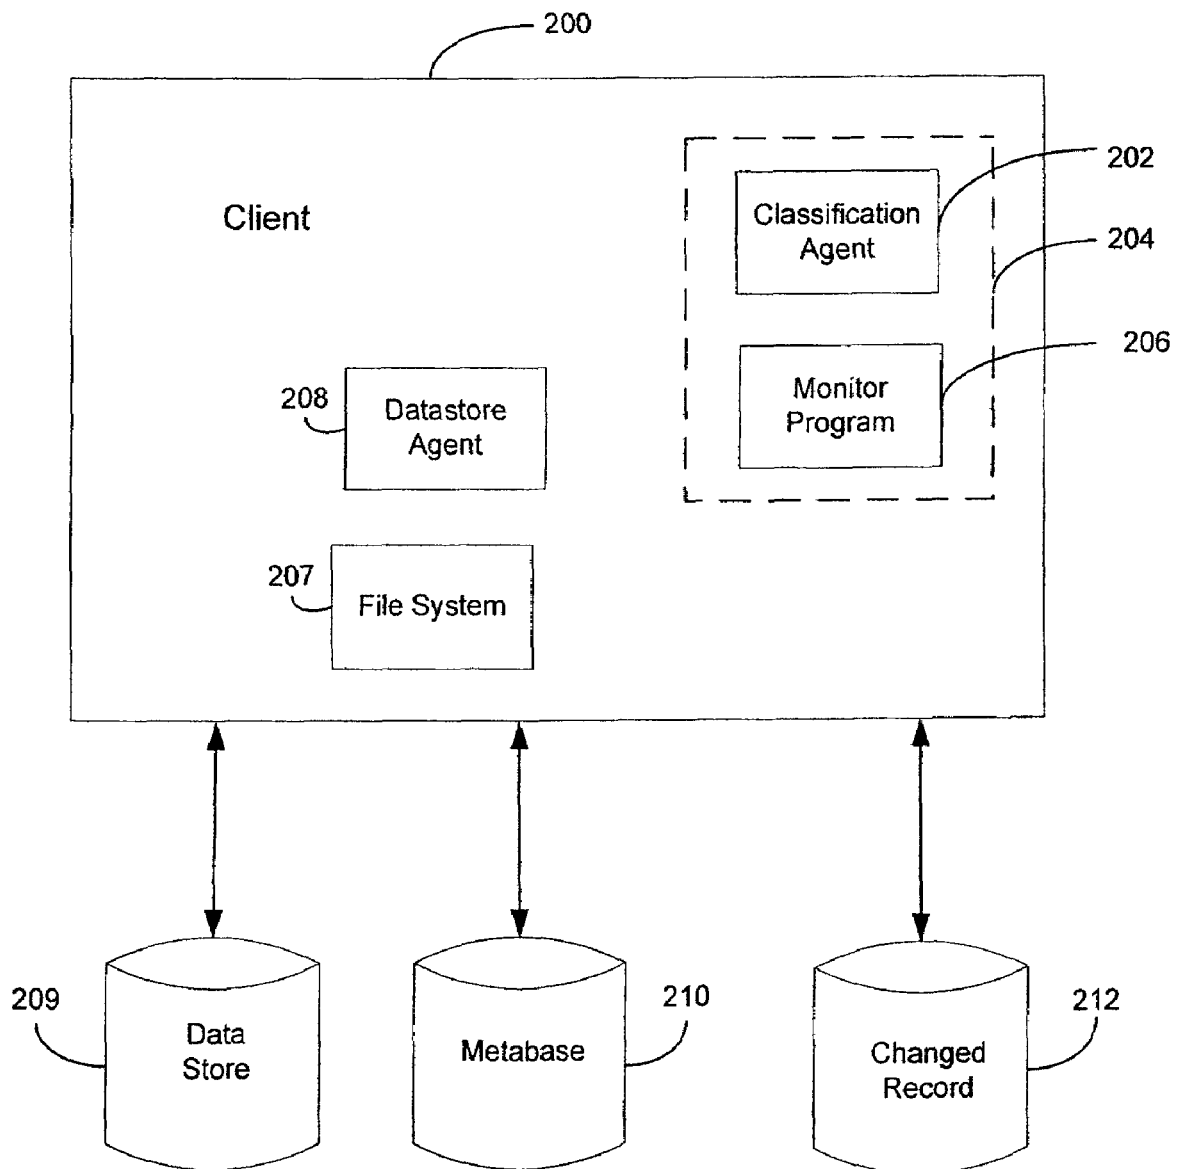 200
202
Client
Classification
Agent
204
206
Monitor
Program
208
Datastore
Agent
207
File System
209
Data
Store
210
Metabase
212
Changed
Record